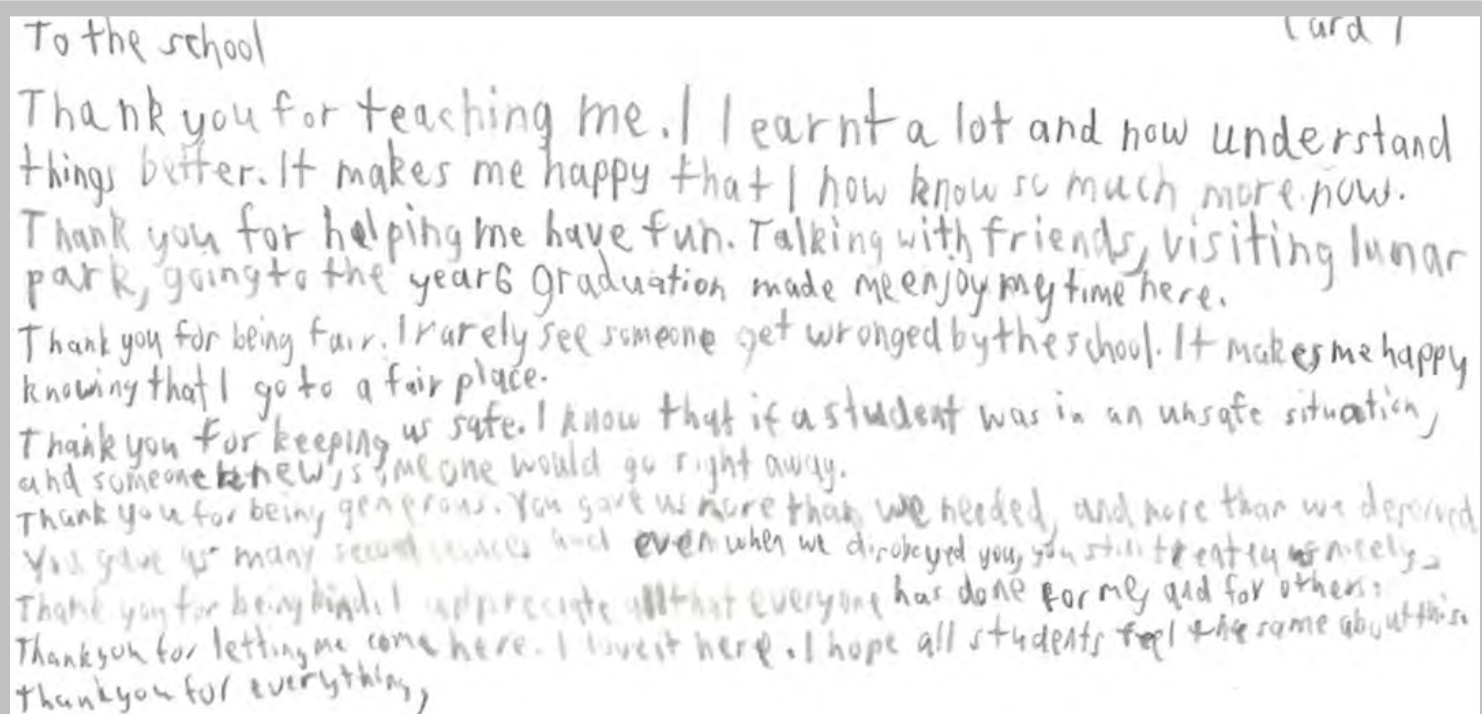 To the school
Card 1
Thank you for teaching me. I learnt a lot and now understand
things better. It makes me happy that I how know so much more now.
Thank you for helping me have fun. Talking with friends, visiting lunar
park, going to the year 6 graduation made me enjoy my time here.
Thank you for being fair. I rarely see someone get wronged by the school. It makes me happy
knowing that I go to a fair place.
Thank you for keeping us safe. I know that if a student was in an unsafe situation,
and someone knew, someone would go right away.
Thank you for being generous. You gave us more than we needed, and more than we deserved
You gave us many second chances and even when we disobeyed you, you still treated us nicely.
Thank you for being kind. I appreciate all that everyone has done for me, and for others.
Thankyou for letting me come here. I love it here. I hope all students feel the same about this.
Thankyou for everything,